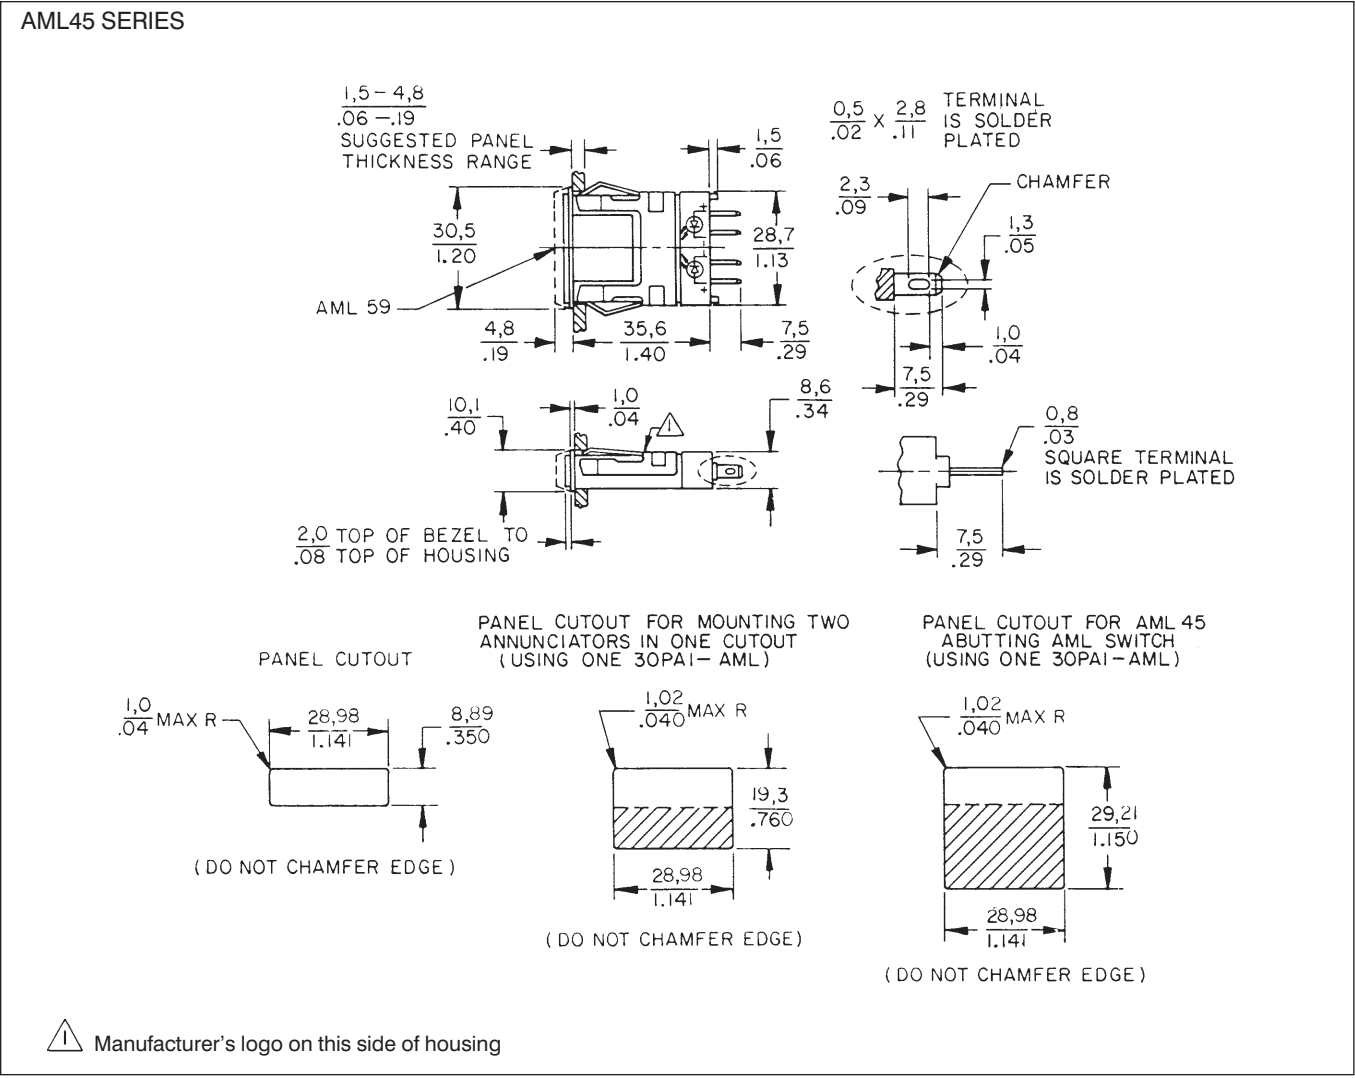 AML45 SERIES
1,5 – 4,8
.06 – .19
SUGGESTED PANEL
THICKNESS RANGE
1,5
.06
0,5
.02
X
2,8
.11
TERMINAL
IS SOLDER
PLATED
2,3
.09
CHAMFER
1,3
.05
30,5
1.20
28,7
1.13
+
+
AML 59
4,8
.19
35,6
1.40
7,5
.29
1,0
.04
7,5
.29
10,1
.40
1,0
.04
1
8,6
.34
0,8
.03
SQUARE TERMINAL
IS SOLDER PLATED
2,0 TOP OF BEZEL TO
.08 TOP OF HOUSING
7,5
.29
PANEL CUTOUT
1,0
.04
MAX R
28,98
1.141
8,89
.350
(DO NOT CHAMFER EDGE)
PANEL CUTOUT FOR MOUNTING TWO
ANNUNCIATORS IN ONE CUTOUT
(USING ONE 30PA1– AML)
1,02
.040
MAX R
19,3
.760
28,98
1.141
(DO NOT CHAMFER EDGE)
PANEL CUTOUT FOR AML 45
ABUTTING AML SWITCH
(USING ONE 30PA1–AML)
1,02
.040
MAX R
29,21
1.150
28,98
1.141
(DO NOT CHAMFER EDGE)
1 Manufacturer's logo on this side of housing